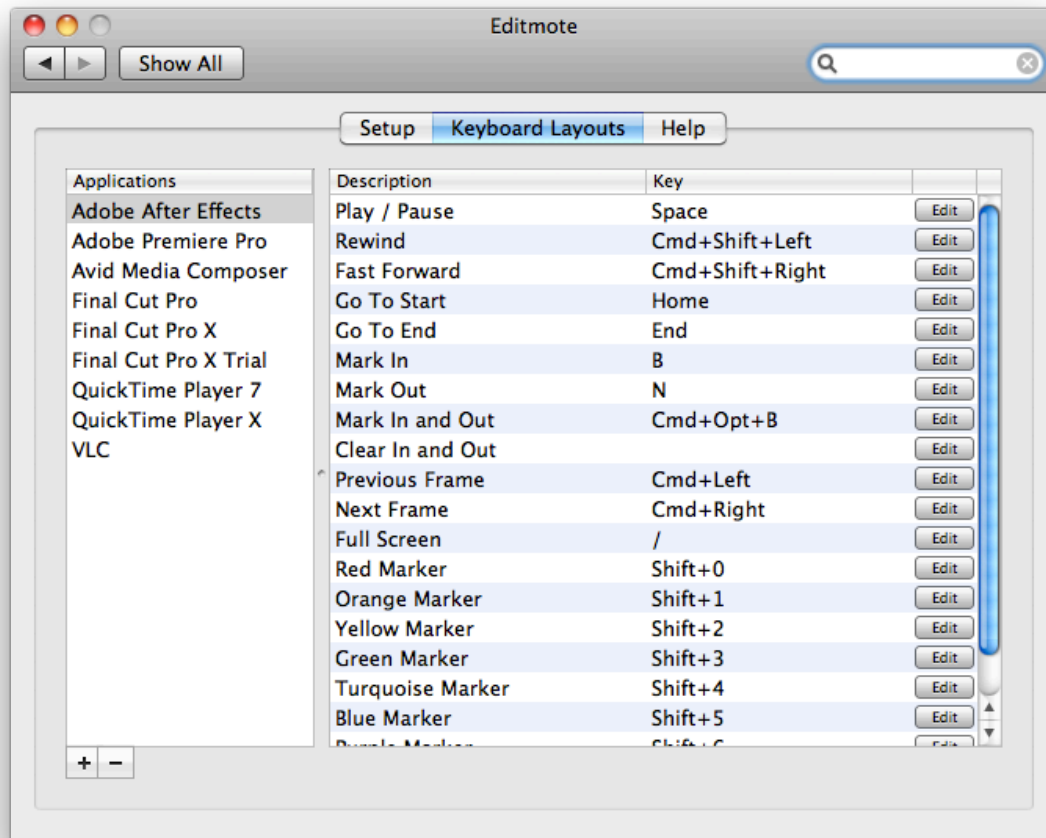 Editmote
Show All
Setup Keyboard Layouts Help
Applications
Adobe After Effects
Adobe Premiere Pro
Avid Media Composer
Final Cut Pro
Final Cut Pro X
Final Cut Pro X Trial
QuickTime Player 7
QuickTime Player X
VLC
Description Key
Play / Pause Space Edit
Rewind Cmd+Shift+Left Edit
Fast Forward Cmd+Shift+Right Edit
Go To Start Home Edit
Go To End End Edit
Mark In B Edit
Mark Out N Edit
Mark In and Out Cmd+Opt+B Edit
Clear In and Out Edit
Previous Frame Cmd+Left Edit
Next Frame Cmd+Right Edit
Full Screen / Edit
Red Marker Shift+0 Edit
Orange Marker Shift+1 Edit
Yellow Marker Shift+2 Edit
Green Marker Shift+3 Edit
Turquoise Marker Shift+4 Edit
Blue Marker Shift+5 Edit
Purple Marker Shift+6 Edit
+ −